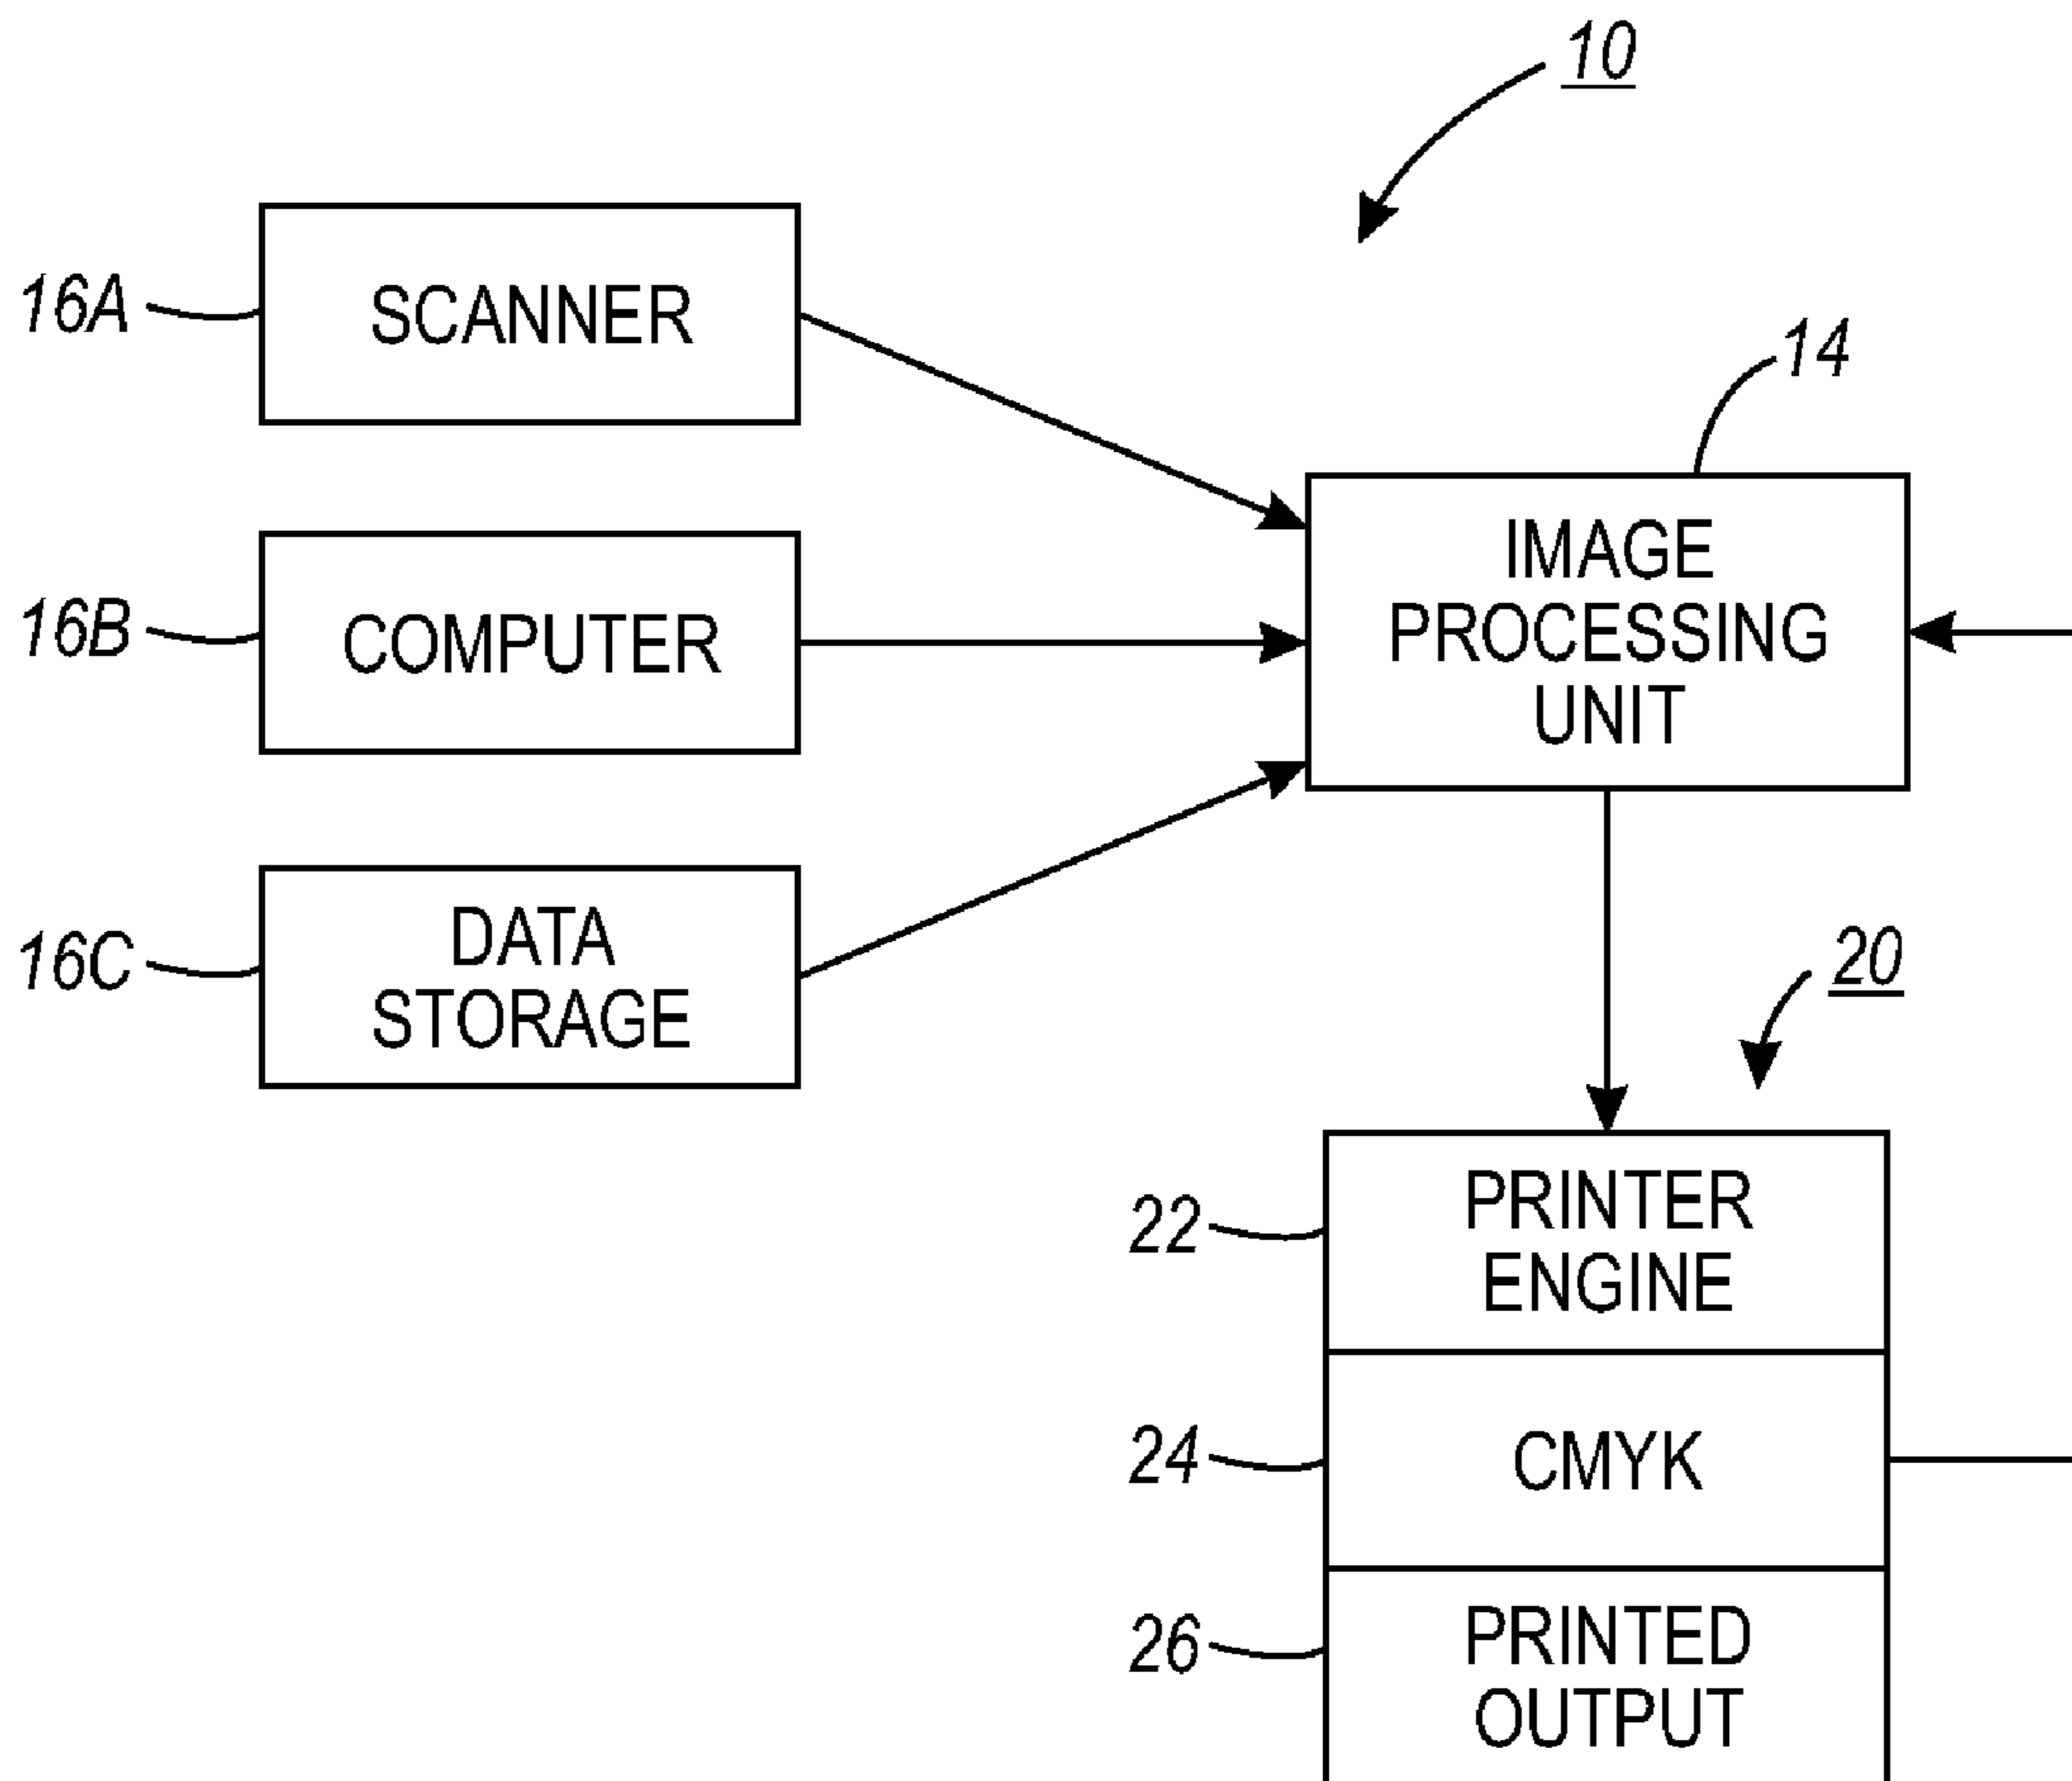 10
16A
SCANNER
14
16B
COMPUTER
IMAGE
PROCESSING
UNIT
16C
DATA
STORAGE
20
22
PRINTER
ENGINE
24
CMYK
26
PRINTED
OUTPUT